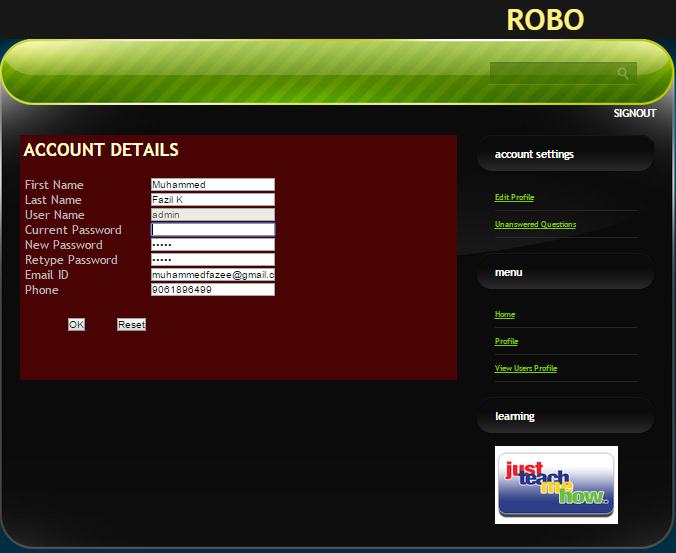 ROBO
SIGNOUT
ACCOUNT DETAILS
First Name Muhammed
Last Name Fazil K
User Name admin
Current Password
New Password •••••
Retype Password •••••
Email ID muhammedfazee@gmail.c
Phone 9061896499
OK Reset
account settings
Edit Profile
Unanswered Questions
menu
Home
Profile
View Users Profile
learning
just
teach
me
how...